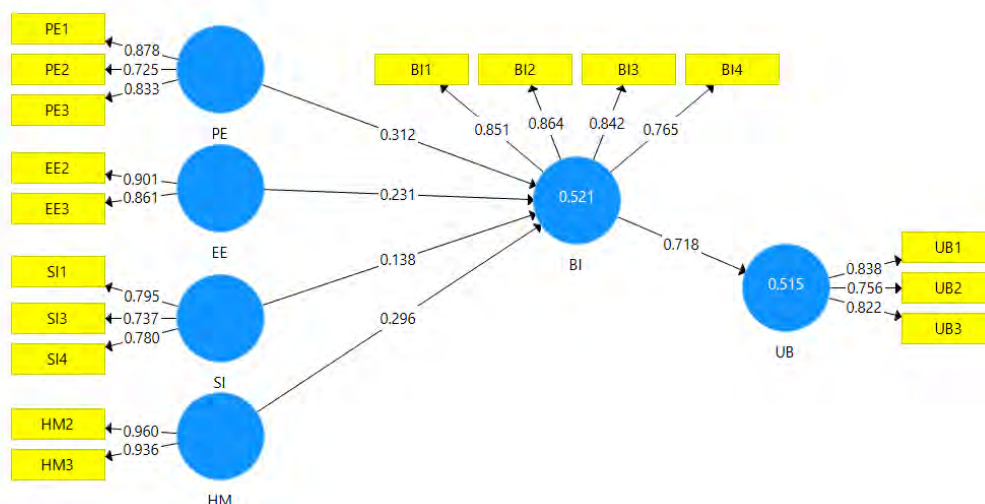 PE1
0.878
PE2
0.725
0.833
PE3
PE
0.312
EE2
0.901
0.861
EE3
EE
0.231
SI1
0.795
SI3
0.737
0.780
SI4
SI
0.138
HM2
0.960
0.936
HM3
HM
0.296
BI1
BI2
BI3
BI4
0.851
0.864
0.842
0.765
0.521
BI
0.718
0.515
UB
UB1
0.838
0.756
UB2
0.822
UB3